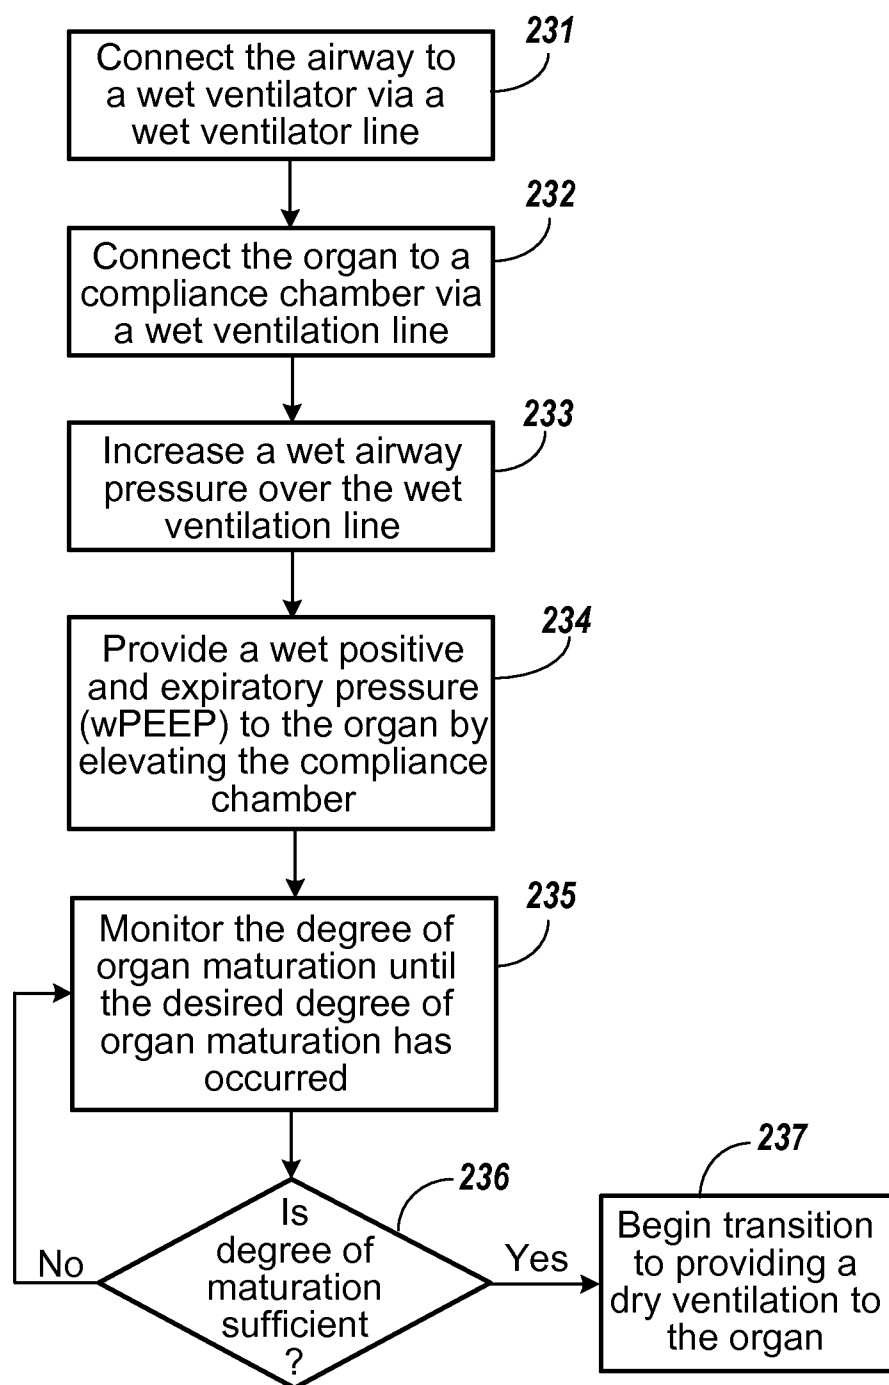 231
Connect the airway to
a wet ventilator via a
wet ventilator line
232
Connect the organ to a
compliance chamber via
a wet ventilation line
233
Increase a wet airway
pressure over the wet
ventilation line
234
Provide a wet positive
and expiratory pressure
(wPEEP) to the organ by
elevating the compliance
chamber
235
Monitor the degree of
organ maturation until
the desired degree of
organ maturation has
occurred
236
Is
degree of
maturation
sufficient
?
No
Yes
237
Begin transition
to providing a
dry ventilation to
the organ